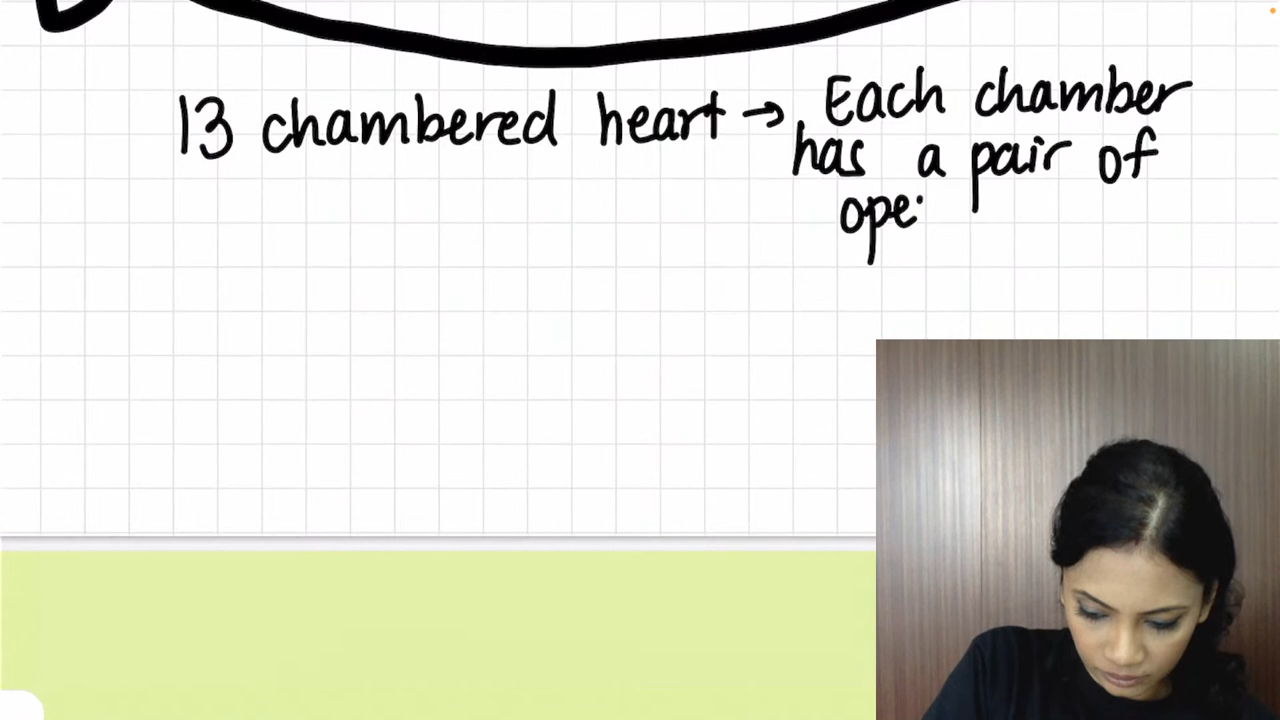 13 chambered heart → Each chamber
has a pair of
ope